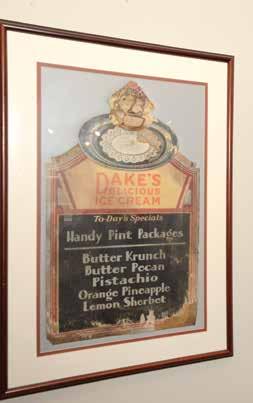 DAKE'S
DELICIOUS
ICE CREAM
To-Day's Specials
Handy Pint Packages
Butter Krunch
Butter Pecan
Pistachio
Orange Pineapple
Lemon Sherbet